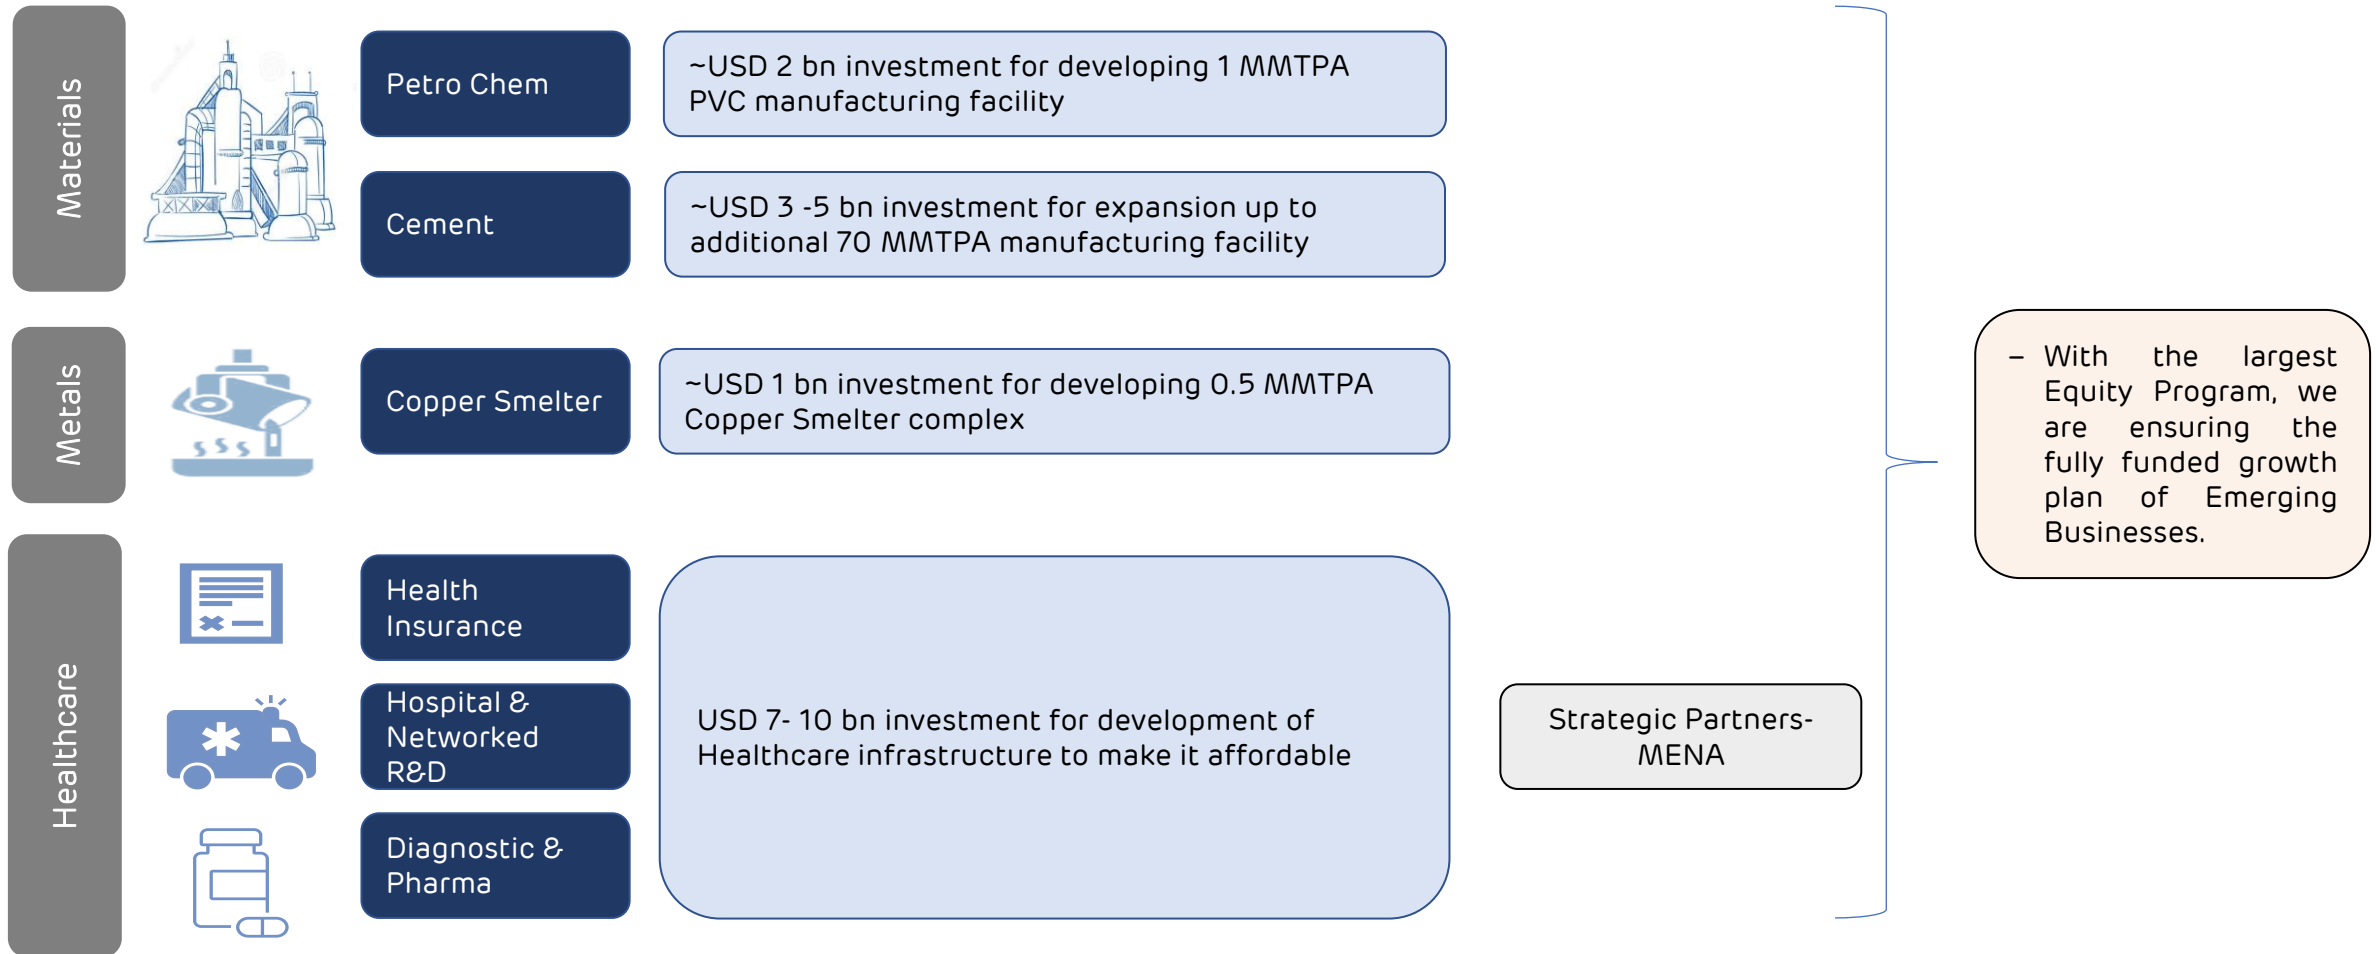 Materials
Petro Chem
~USD 2 bn investment for developing 1 MMTPA
PVC manufacturing facility
Cement
~USD 3 -5 bn investment for expansion up to
additional 70 MMTPA manufacturing facility
Metals
Copper Smelter
~USD 1 bn investment for developing 0.5 MMTPA
Copper Smelter complex
Healthcare
Health
Insurance
Hospital &
Networked
R&D
Diagnostic &
Pharma
USD 7- 10 bn investment for development of
Healthcare infrastructure to make it affordable
Strategic Partners-
MENA
– With the largest
Equity Program, we
are ensuring the
fully funded growth
plan of Emerging
Businesses.